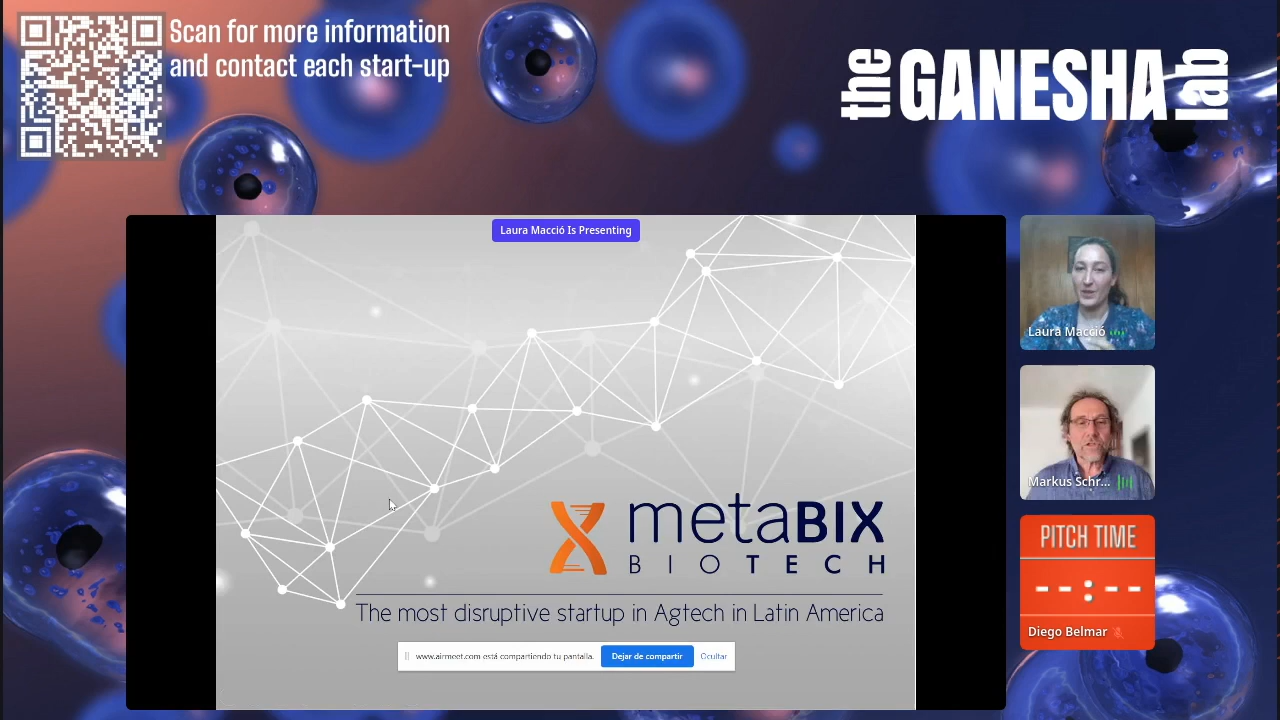 Scan for more information
and contact each start-up
the GANESHA lab
Laura Macció Is Presenting
Laura Macció
Markus Schr...
metaBIX
BIOTECH
The most disruptive startup in Agtech in Latin America
www.airmeet.com está compartiendo tu pantalla.
Dejar de compartir
Ocultar
PITCH TIME
--:--
Diego Belmar